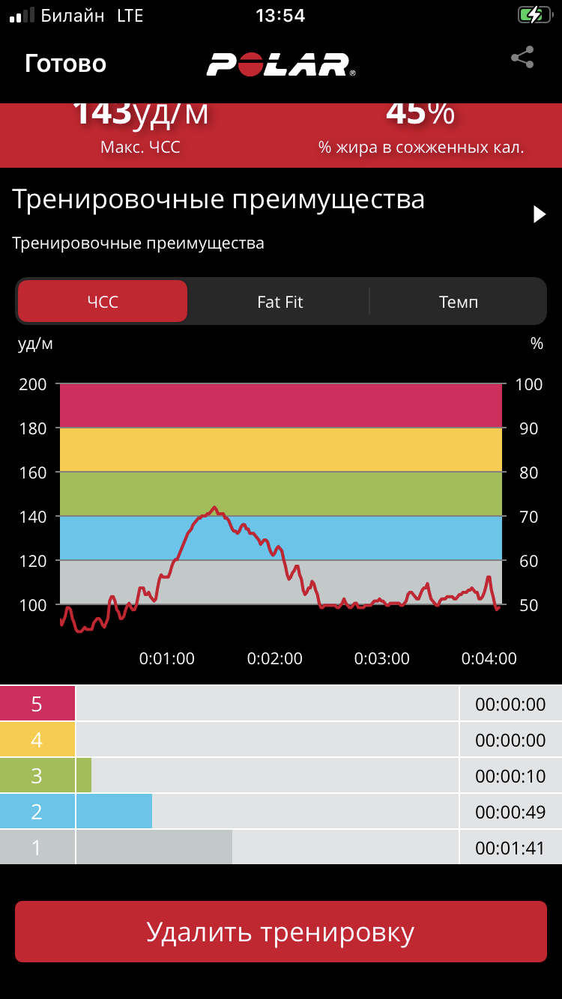 Билайн LTE 13:54
Готово POLAR®
143уд/м 45%
Макс. ЧСС % жира в сожженных кал.
Тренировочные преимущества
Тренировочные преимущества
ЧСС Fat Fit Темп
уд/м %
200 100
180 90
160 80
140 70
120 60
100 50
0:01:00 0:02:00 0:03:00 0:04:00
5 00:00:00
4 00:00:00
3 00:00:10
2 00:00:49
1 00:01:41
Удалить тренировку